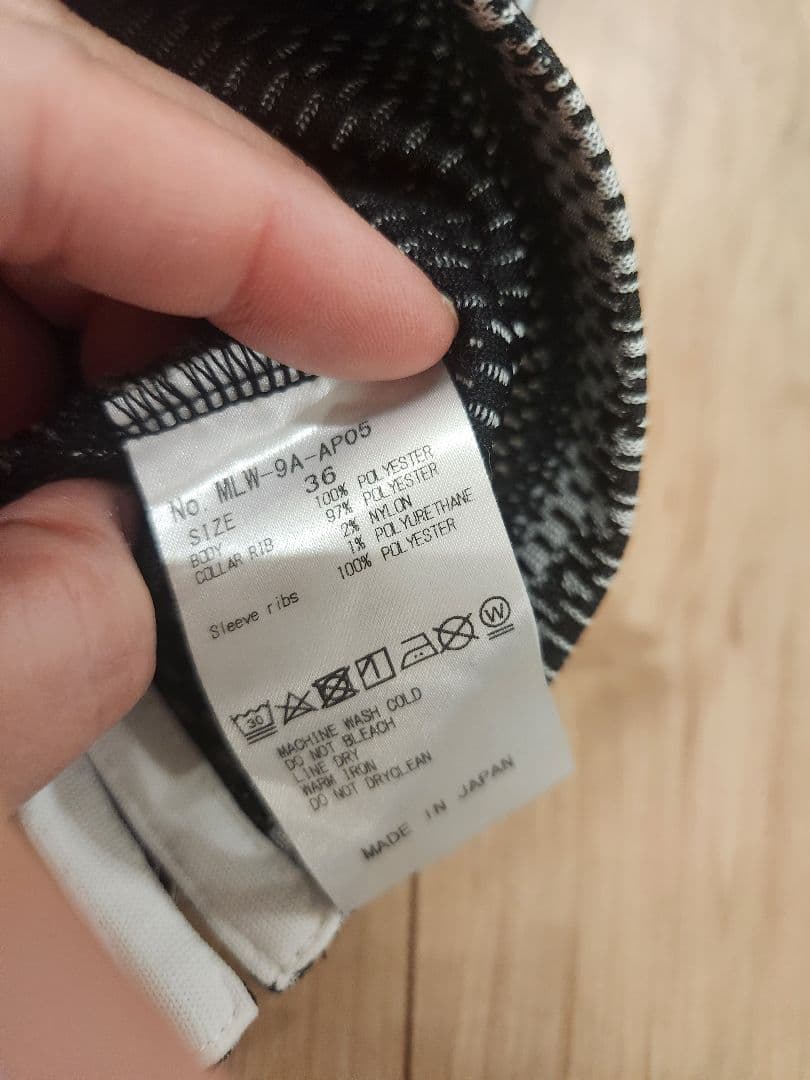 No. MLW-9A-AP05
SIZE 36
BODY 100% POLYESTER
COLLAR RIB 97% POLYESTER
2% NYLON
1% POLYURETHANE
Sleeve ribs 100% POLYESTER
30 W
MACHINE WASH COLD
DO NOT BLEACH
LINE DRY
WARM IRON
DO NOT DRYCLEAN
MADE IN JAPAN